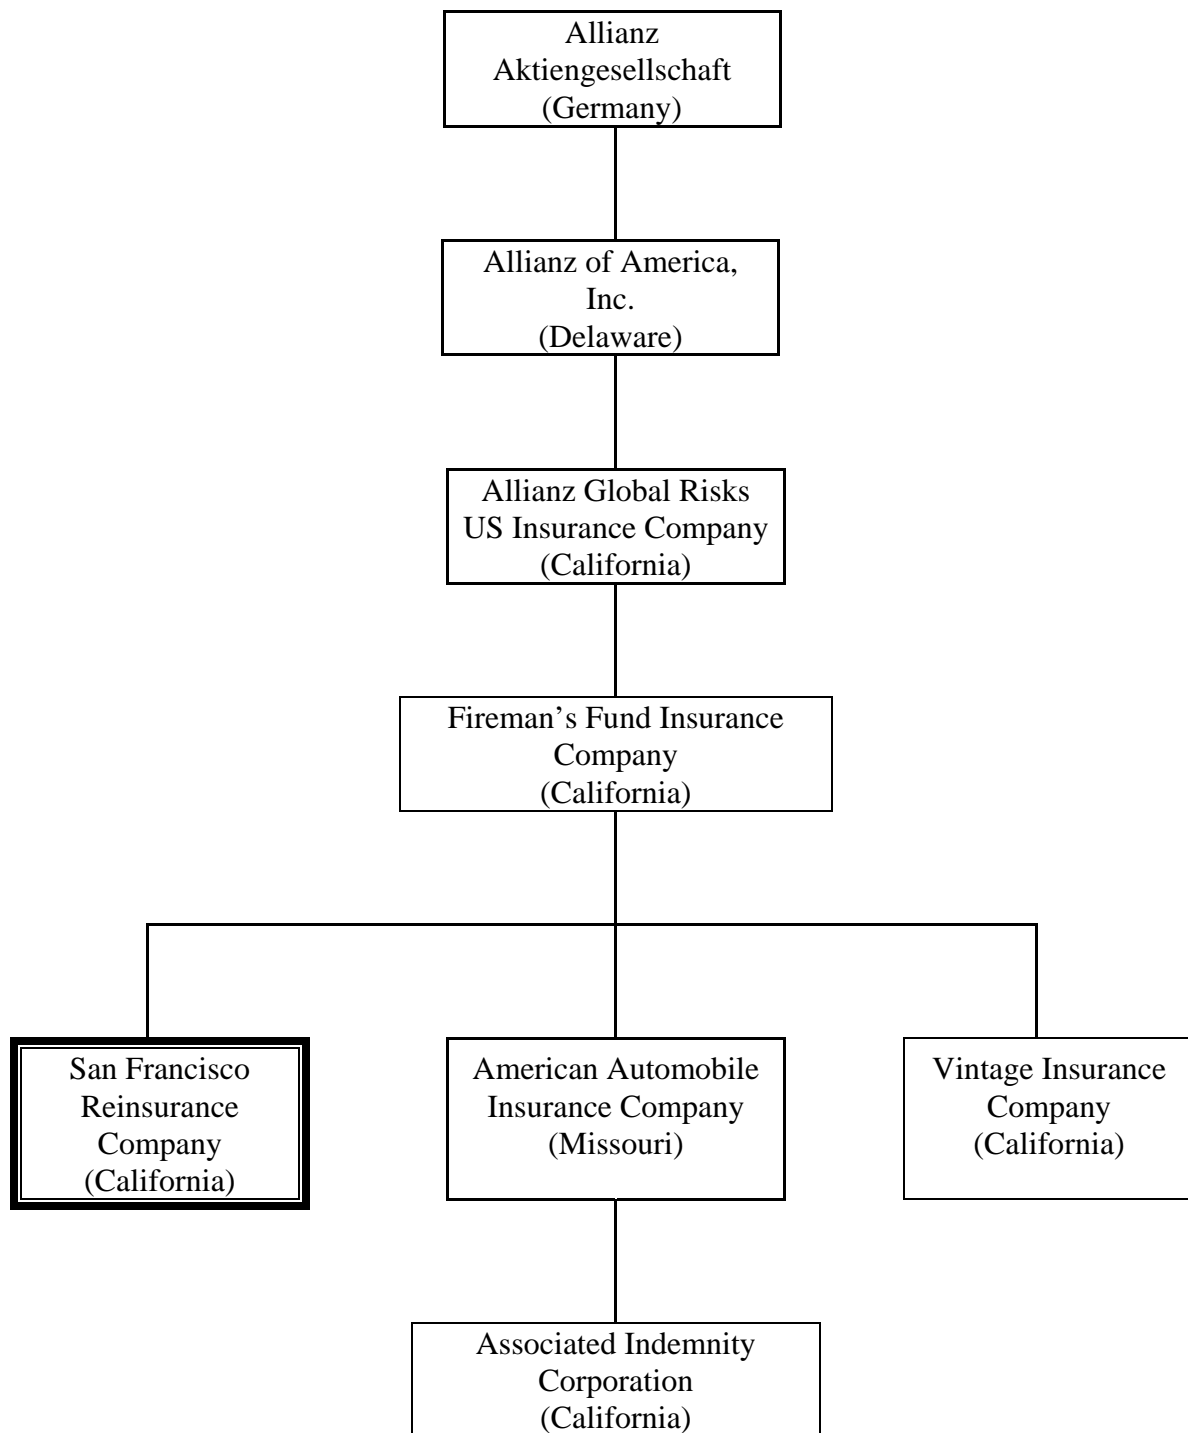 Allianz
Aktiengesellschaft
(Germany)
Allianz of America,
Inc.
(Delaware)
Allianz Global Risks
US Insurance Company
(California)
Fireman’s Fund Insurance
Company
(California)
San Francisco
Reinsurance
Company
(California)
American Automobile
Insurance Company
(Missouri)
Vintage Insurance
Company
(California)
Associated Indemnity
Corporation
(California)